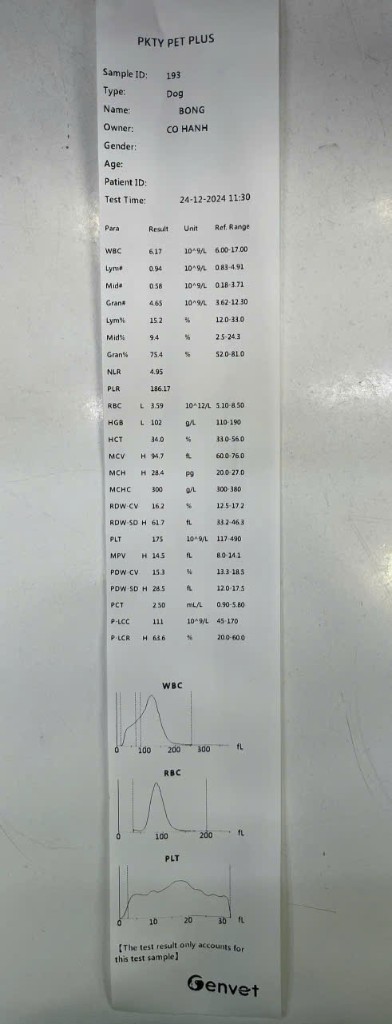 PKTY PET PLUS
Sample ID: 193
Type: Dog
Name: BONG
Owner: CO HANH
Gender:
Age:
Patient ID:
Test Time: 24-12-2024 11:30
Para Result Unit Ref. Range
WBC 6.17 10^9/L 6.00-17.00
Lym# 0.94 10^9/L 0.83-4.91
Mid# 0.58 10^9/L 0.18-3.71
Gran# 4.65 10^9/L 3.62-12.30
Lym% 15.2 % 12.0-33.0
Mid% 9.4 % 2.5-24.3
Gran% 75.4 % 52.0-81.0
NLR 4.95
PLR 186.17
RBC L 3.59 10^12/L 5.10-8.50
HGB L 102 g/L 110-190
HCT 34.0 % 33.0-56.0
MCV H 94.7 fL 60.0-76.0
MCH H 28.4 pg 20.0-27.0
MCHC 300 g/L 300-380
RDW-CV 16.2 % 12.5-17.2
RDW-SD H 61.7 fL 33.2-46.3
PLT 175 10^9/L 117-490
MPV H 14.5 fL 8.0-14.1
PDW-CV 15.3 % 13.3-18.5
PDW-SD H 28.5 fL 12.0-17.5
PCT 2.50 mL/L 0.90-5.80
P-LCC 111 10^9/L 45-170
P-LCR H 63.6 % 20.0-60.0
WBC
0 100 200 300 fL
RBC
0 100 200 fL
PLT
0 10 20 30 fL
【The test result only accounts for
this test sample】
Genvet